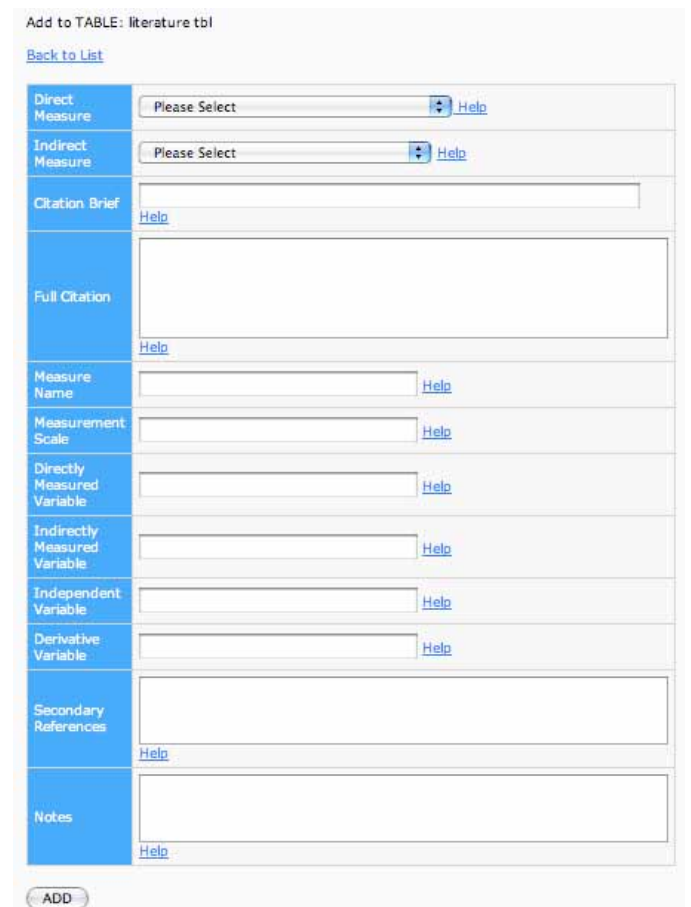 Add to TABLE: literature tbl
Back to List
Direct
Measure
Please Select
Help
Indirect
Measure
Please Select
Help
Citation Brief
Help
Full Citation
Help
Measure
Name
Help
Measurement
Scale
Help
Directly
Measured
Variable
Help
Indirectly
Measured
Variable
Help
Independent
Variable
Help
Derivative
Variable
Help
Secondary
References
Help
Notes
Help
ADD